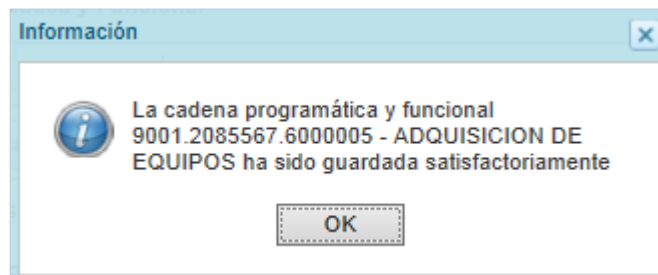 Información
La cadena programática y funcional
9001.2085567.6000005 - ADQUISICION DE
EQUIPOS ha sido guardada satisfactoriamente
OK